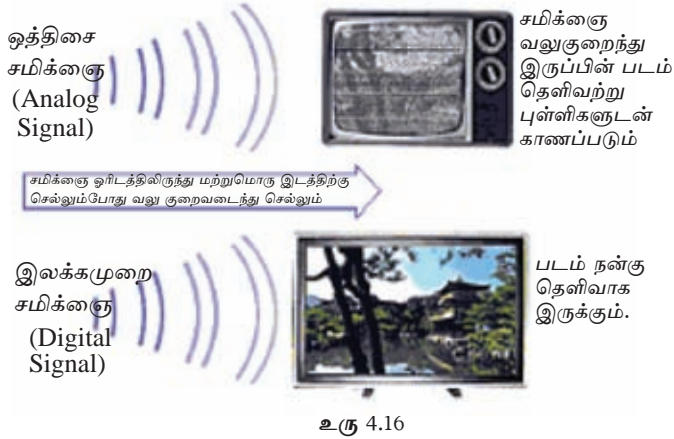 ஒத்திசை
சமிக்ஞை
(Analog
Signal)
சமிக்ஞை
வலுகுறைந்து
இருப்பின் படம்
தெளிவற்று
புள்ளிகளுடன்
காணப்படும்
சமிக்ஞை ஓரிடத்திலிருந்து மற்றுமொரு இடத்திற்கு
செல்லும்போது வலு குறைவடைந்து செல்லும்
இலக்கமுறை
சமிக்ஞை
(Digital
Signal)
படம் நன்கு
தெளிவாக
இருக்கும்.
உரு 4.16